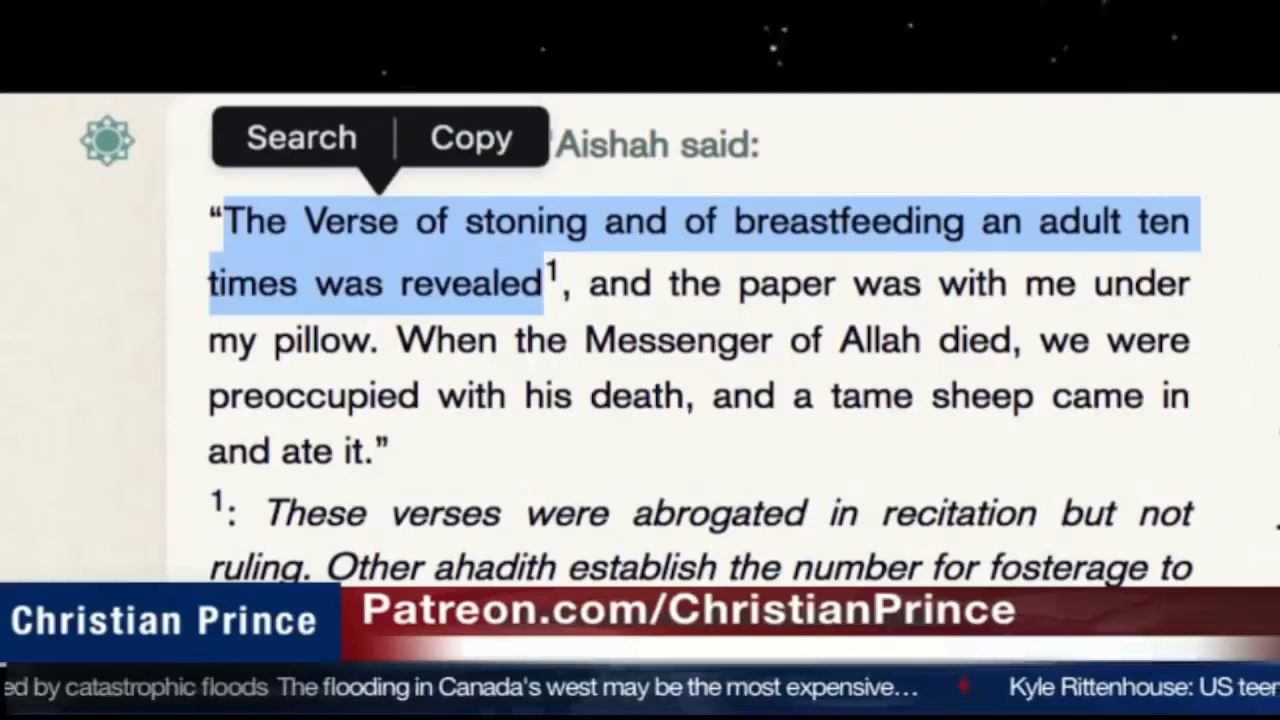 Search Copy
Aishah said:
“The Verse of stoning and of breastfeeding an adult ten
times was revealed1, and the paper was with me under
my pillow. When the Messenger of Allah died, we were
preoccupied with his death, and a tame sheep came in
and ate it.”
1: These verses were abrogated in recitation but not
ruling. Other ahadith establish the number for fosterage to
Christian Prince
Patreon.com/ChristianPrince
ed by catastrophic floods The flooding in Canada's west may be the most expensive... Kyle Rittenhouse: US teen